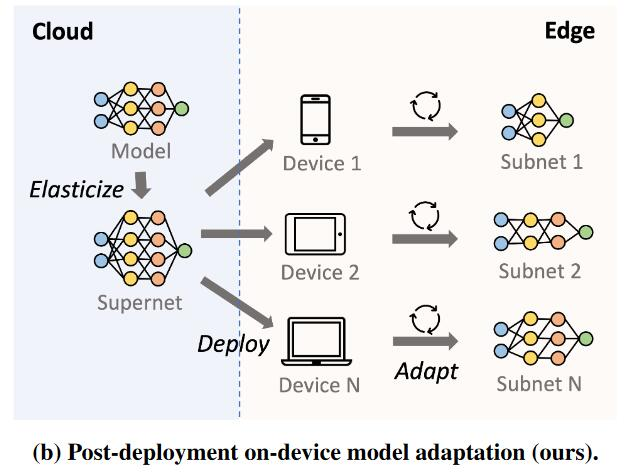 Cloud
Edge
Model
Elasticize
Supernet
Deploy
Device 1
Subnet 1
Device 2
Subnet 2
Device N
Adapt
Subnet N
(b) Post-deployment on-device model adaptation (ours).